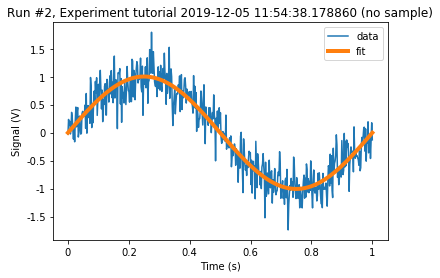 Run #2, Experiment tutorial 2019-12-05 11:54:38.178860 (no sample)
data
fit
Signal (V)
1.5
1
0.5
0
-0.5
-1
-1.5
0
0.2
0.4
0.6
0.8
1
Time (s)